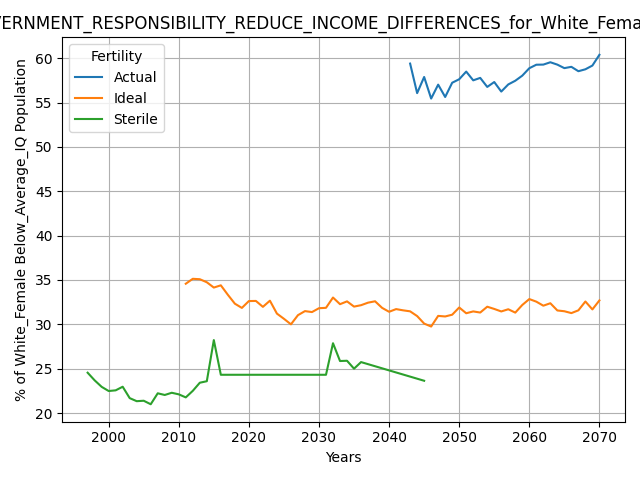 VERNMENT_RESPONSIBILITY_REDUCE_INCOME_DIFFERENCES_for_White_Fema
Fertility
Actual
Ideal
Sterile
% of White_Female Below_Average_IQ Population
60
55
50
45
40
35
30
25
20
2000 2010 2020 2030 2040 2050 2060 2070
Years